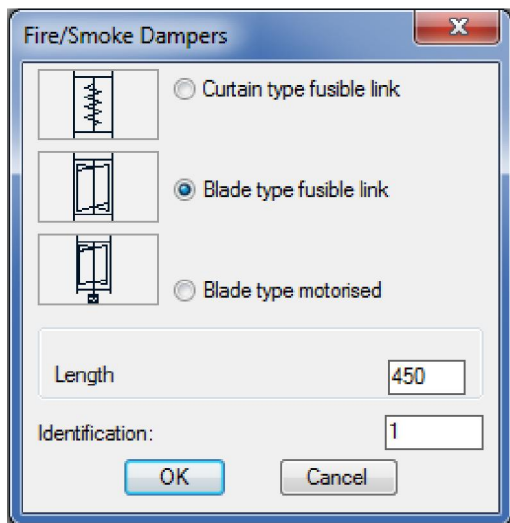 Fire/Smoke Dampers
Curtain type fusible link
Blade type fusible link
Blade type motorised
Length 450
Identification: 1
OK Cancel